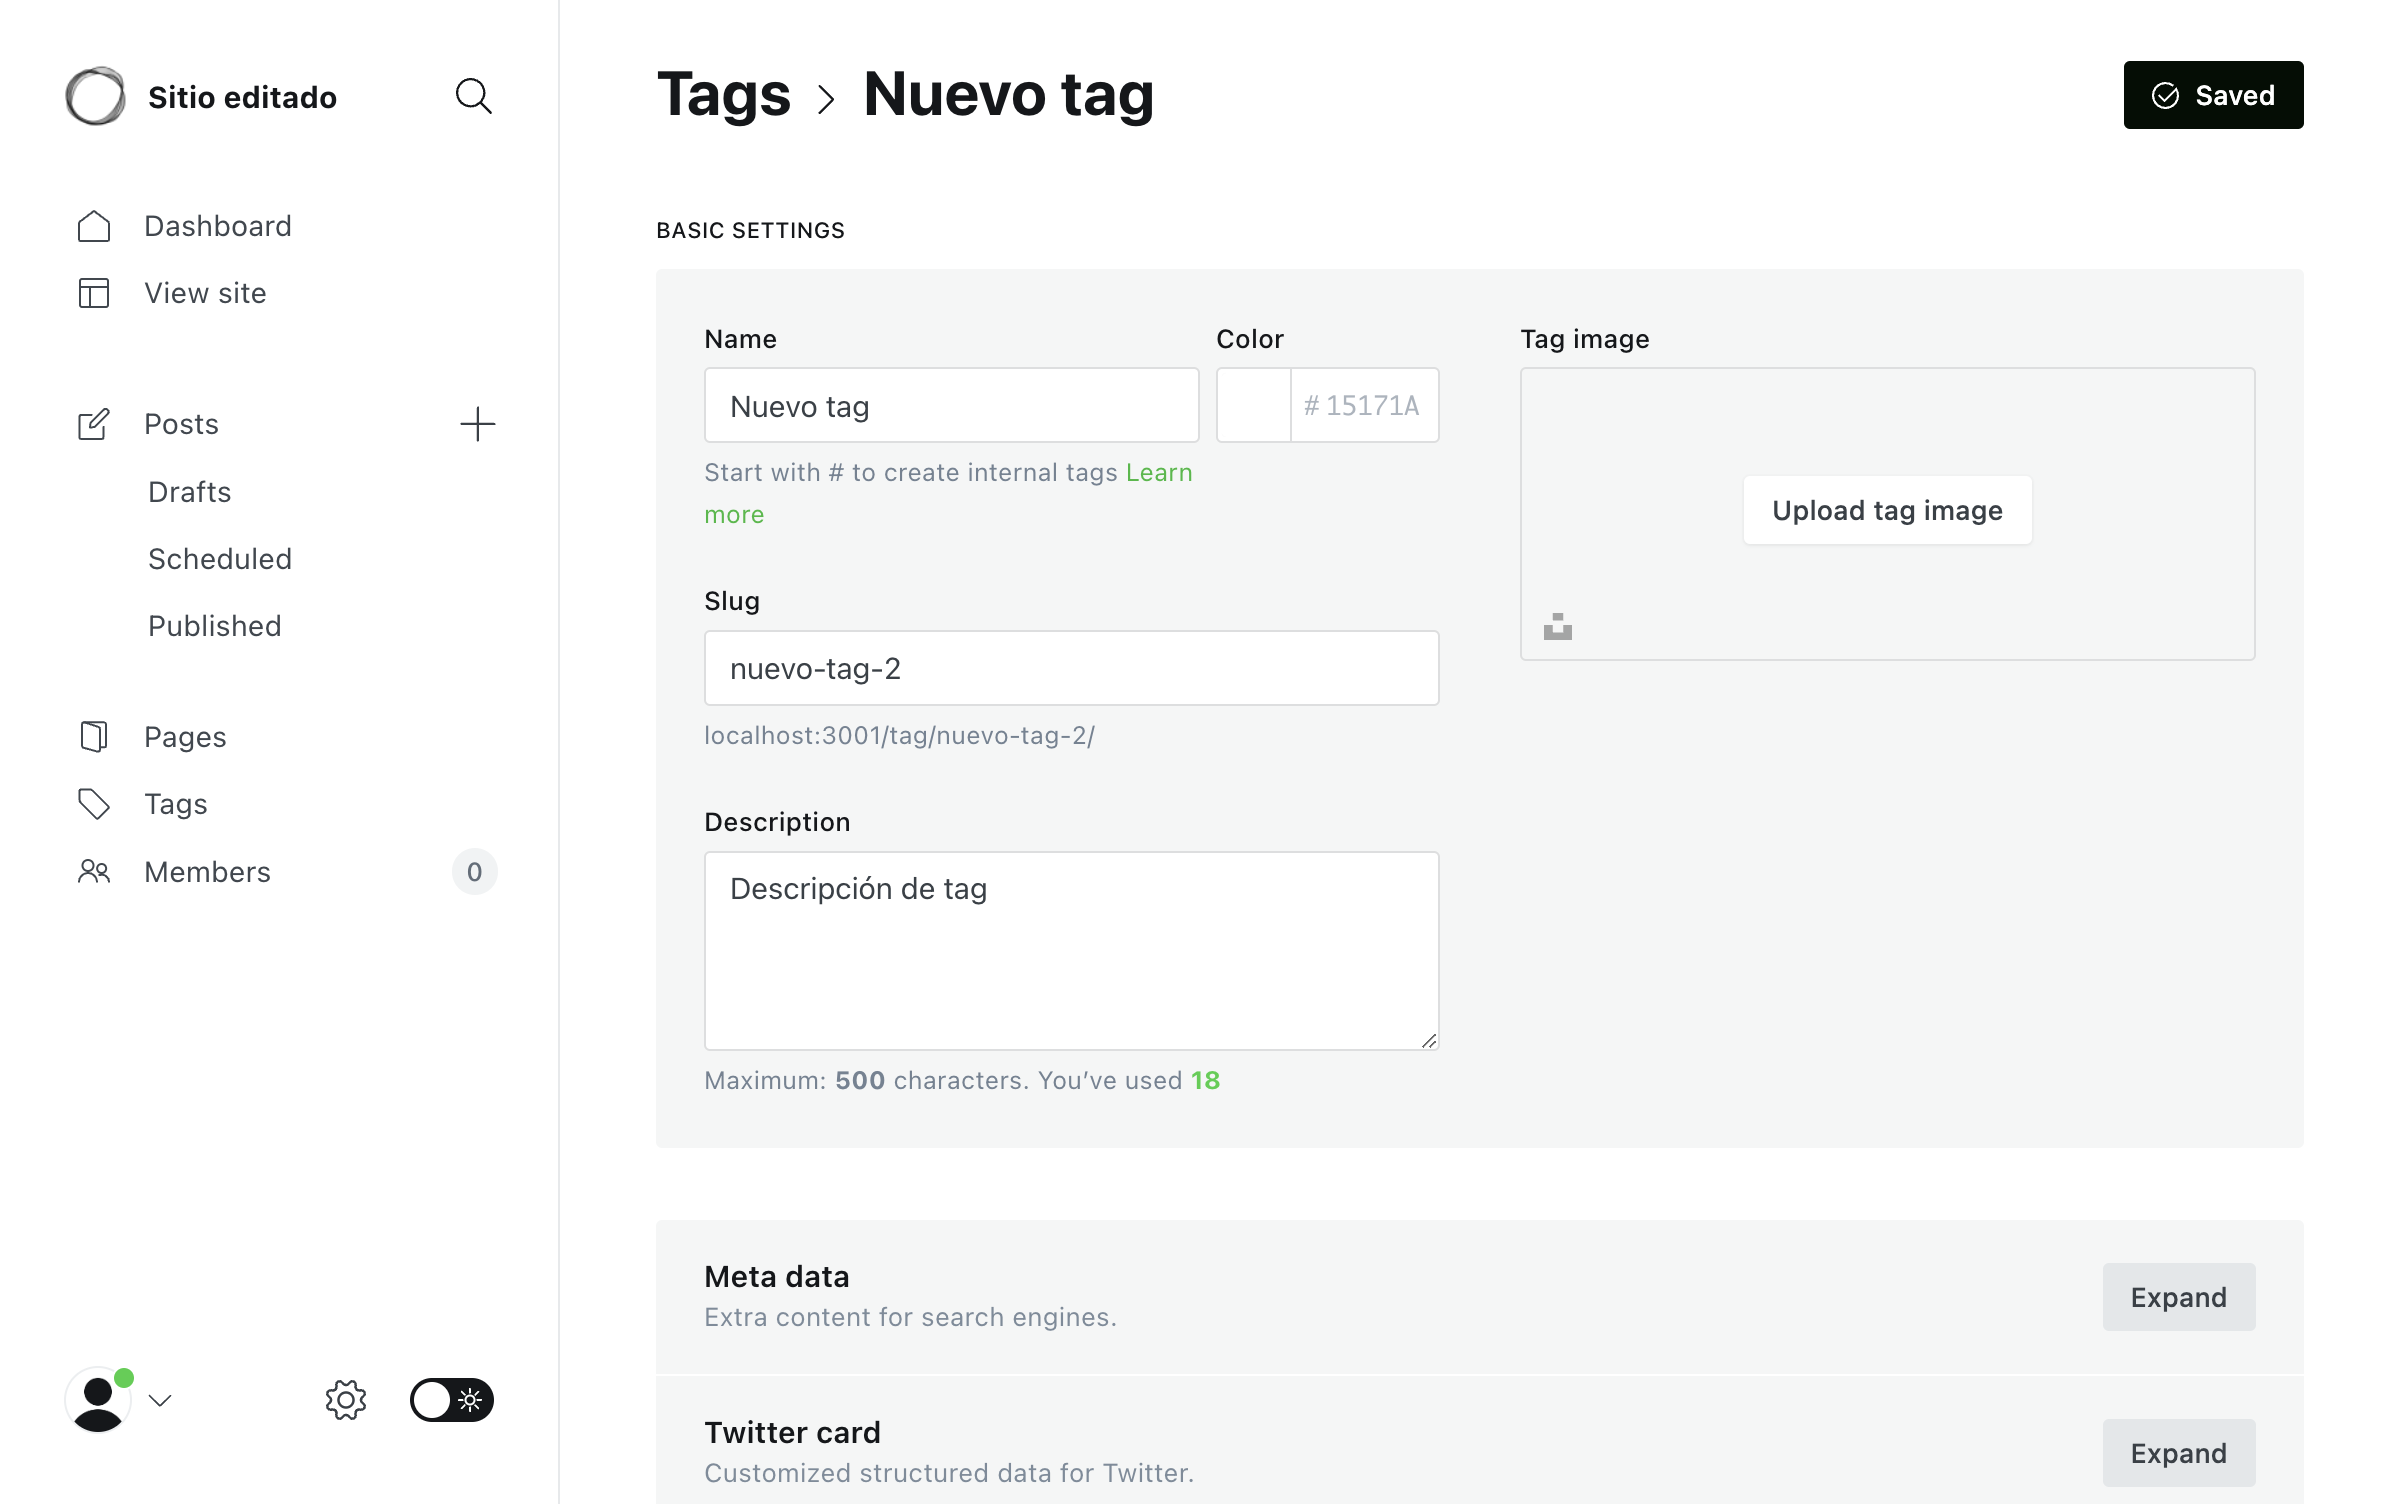 Sitio editado
Dashboard
View site
Posts
Drafts
Scheduled
Published
Pages
Tags
Members
0
Tags > Nuevo tag
Saved
BASIC SETTINGS
Name
Nuevo tag
Start with # to create internal tags Learn
more
Color
# 15171A
Tag image
Upload tag image
Slug
nuevo-tag-2
localhost:3001/tag/nuevo-tag-2/
Description
Descripción de tag
Maximum: 500 characters. You’ve used 18
Meta data
Extra content for search engines.
Expand
Twitter card
Customized structured data for Twitter.
Expand